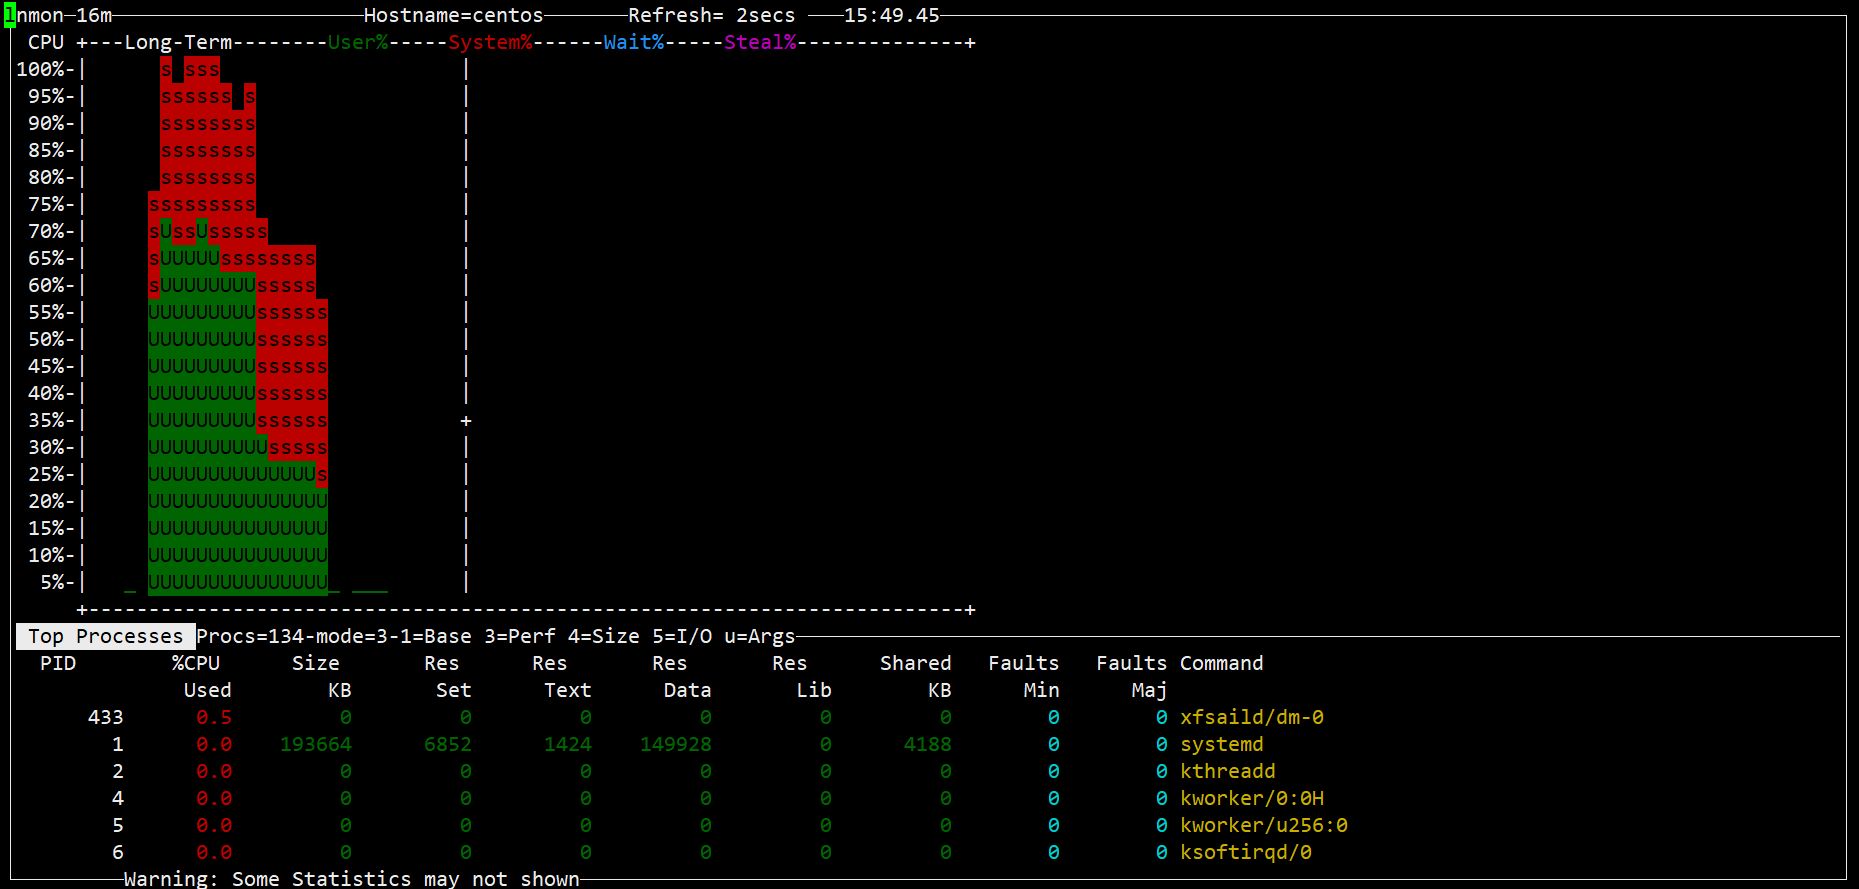 lnmon─16m─────────────────────Hostname=centos───────Refresh= 2secs ───15:49.45─
 CPU +---Long-Term--------User%-----System%------Wait%-----Steal%--------------+
100%-|      s sss                    |
 95%-|      ssssss s                 |
 90%-|      ssssssss                 |
 85%-|      ssssssss                 |
 80%-|      ssssssss                 |
 75%-|     sssssssss                 |
 70%-|     sUssUsssss                |
 65%-|     sUUUUUssssssss            |
 60%-|     sUUUUUUUUsssss            |
 55%-|     UUUUUUUUUssssss           |
 50%-|     UUUUUUUUUssssss           |
 45%-|     UUUUUUUUUssssss           |
 40%-|     UUUUUUUUUssssss           |
 35%-|     UUUUUUUUUssssss           +
 30%-|     UUUUUUUUUUsssss           |
 25%-|     UUUUUUUUUUUUUUs           |
 20%-|     UUUUUUUUUUUUUUU           |
 15%-|     UUUUUUUUUUUUUUU           |
 10%-|     UUUUUUUUUUUUUUU           |
  5%-|   _ UUUUUUUUUUUUUUU_ ___      |
     +-------------------------------------------------------------------------+
 Top Processes Procs=134-mode=3-1=Base 3=Perf 4=Size 5=I/O u=Args
PID %CPU Size Res Res Res Res Shared Faults Faults Command
Used KB Set Text Data Lib KB Min Maj
433 0.5 0 0 0 0 0 0 0 0 xfsaild/dm-0
1 0.0 193664 6852 1424 149928 0 4188 0 0 systemd
2 0.0 0 0 0 0 0 0 0 0 kthreadd
4 0.0 0 0 0 0 0 0 0 0 kworker/0:0H
5 0.0 0 0 0 0 0 0 0 0 kworker/u256:0
6 0.0 0 0 0 0 0 0 0 0 ksoftirqd/0
Warning: Some Statistics may not shown